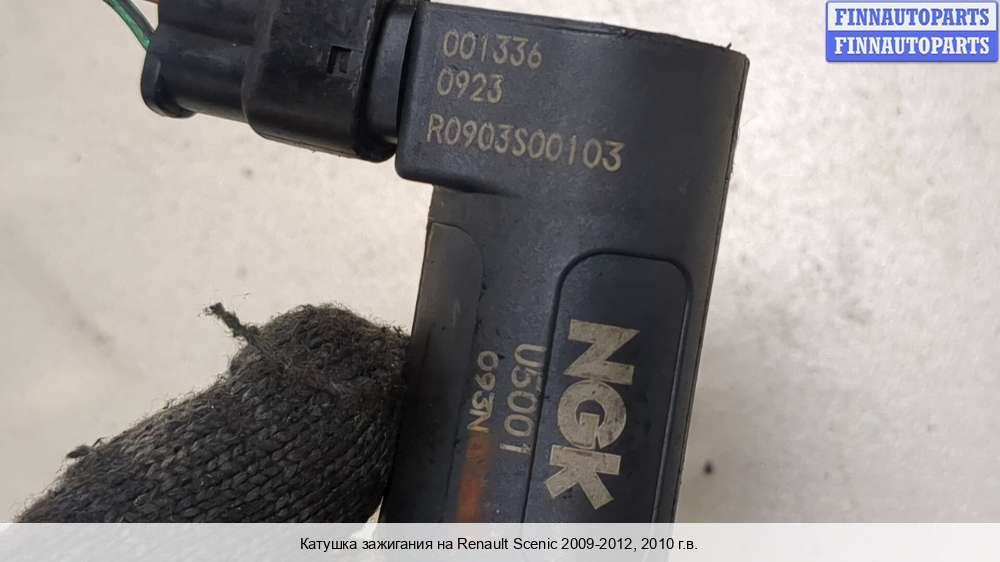 FINNAUTOPARTS
FINNAUTOPARTS
001336
0923
R0903S00103
NGK
U5001
093N
Катушка зажигания на Renault Scenic 2009-2012, 2010 г.в.